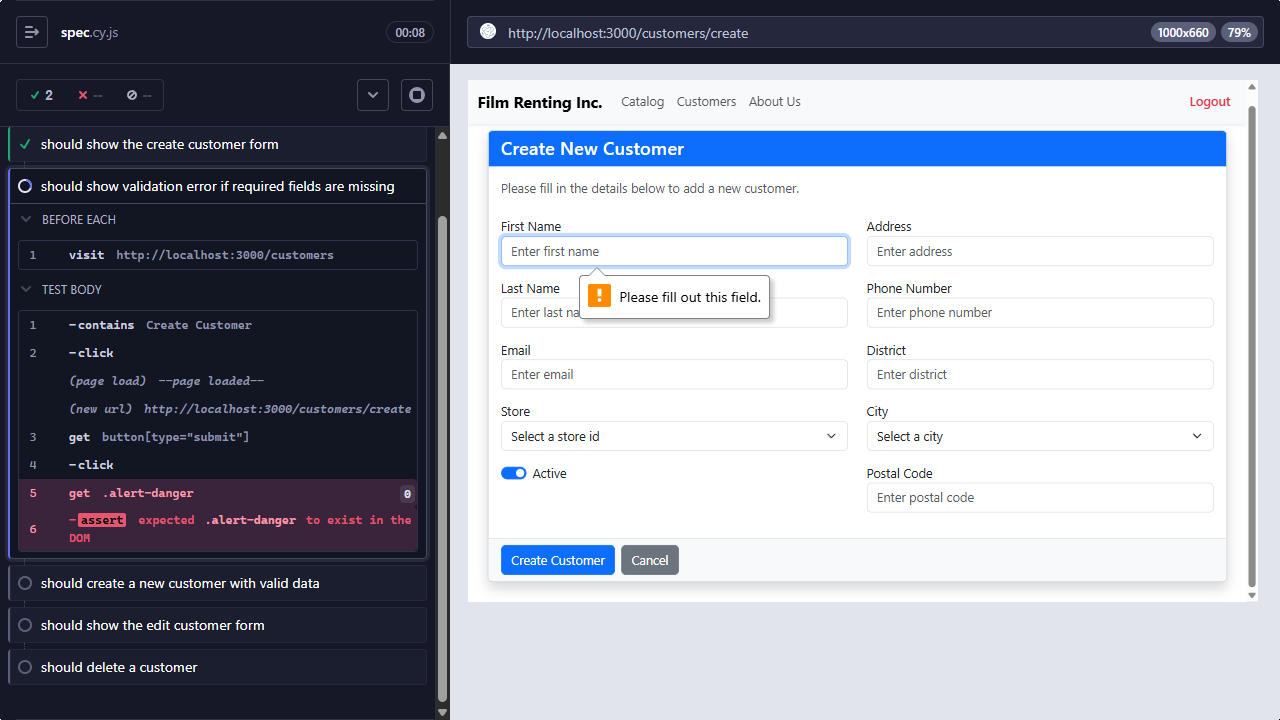 spec.cy.js
00:08
http://localhost:3000/customers/create
1000x660
79%
2
--
--
should show the create customer form
should show validation error if required fields are missing
BEFORE EACH
1 visit http://localhost:3000/customers
TEST BODY
1 -contains Create Customer
2 -click
(page load) --page loaded--
(new url) http://localhost:3000/customers/create
3 get button[type="submit"]
4 -click
5 get .alert-danger 0
6 -assert expected .alert-danger to exist in the
DOM
should create a new customer with valid data
should show the edit customer form
should delete a customer
Film Renting Inc.
Catalog
Customers
About Us
Logout
Create New Customer
Please fill in the details below to add a new customer.
First Name
Enter first name
Please fill out this field.
Last Name
Enter last na
Email
Enter email
Store
Select a store id
Active
Address
Enter address
Phone Number
Enter phone number
District
Enter district
City
Select a city
Postal Code
Enter postal code
Create Customer
Cancel